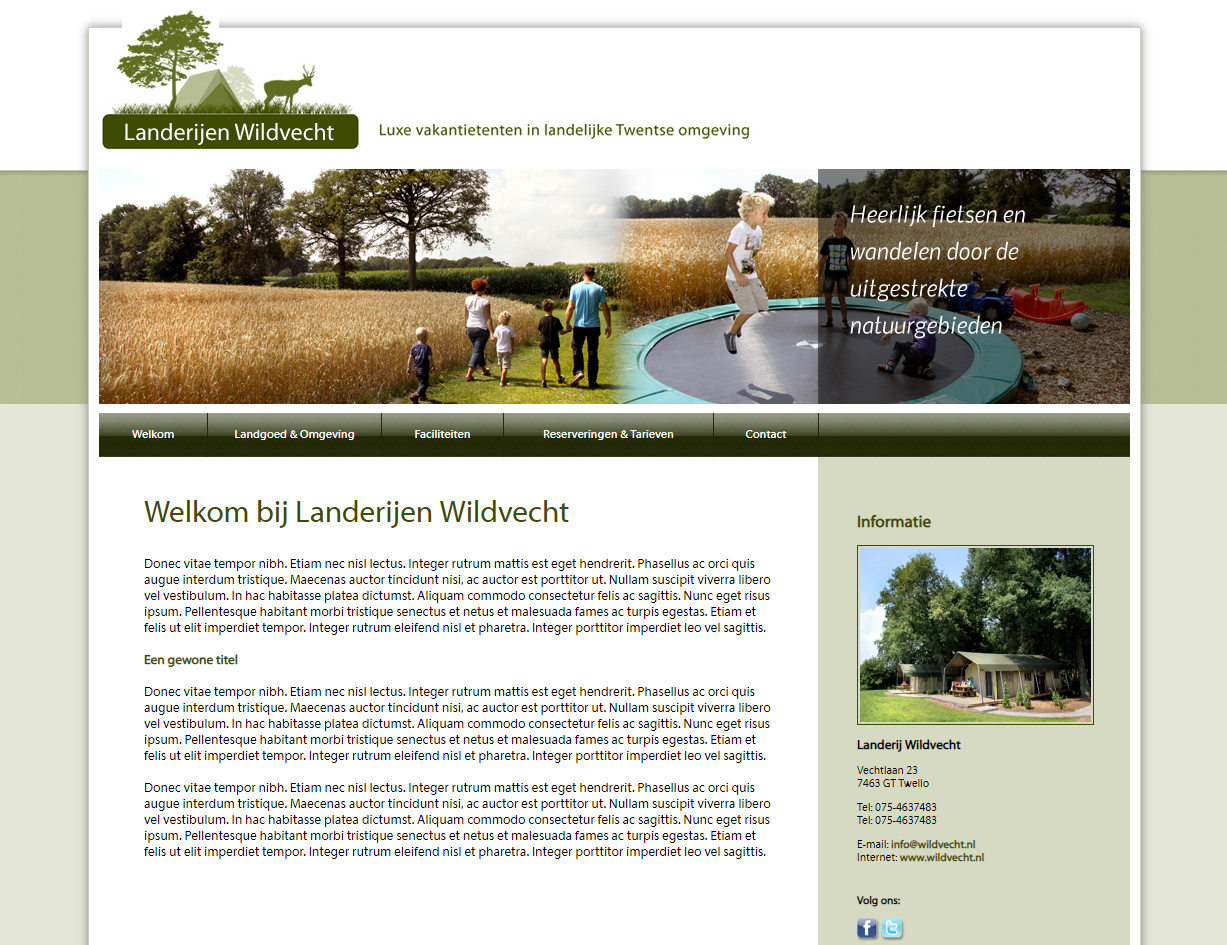 Landerijen Wildvecht
Luxe vakantietenten in landelijke Twentse omgeving
Heerlijk fietsen en
wandelen door de
uitgestrekte
natuurgebieden
Welkom
Landgoed & Omgeving
Faciliteiten
Reserveringen & Tarieven
Contact
Welkom bij Landerijen Wildvecht
Donec vitae tempor nibh. Etiam nec nisl lectus. Integer rutrum mattis est eget hendrerit. Phasellus ac orci quis
augue interdum tristique. Maecenas auctor tincidunt nisi, ac auctor est porttitor ut. Nullam suscipit viverra libero
vel vestibulum. In hac habitasse platea dictumst. Aliquam commodo consectetur felis ac sagittis. Nunc eget risus
ipsum. Pellentesque habitant morbi tristique senectus et netus et malesuada fames ac turpis egestas. Etiam et
felis ut elit imperdiet tempor. Integer rutrum eleifend nisl et pharetra. Integer porttitor imperdiet leo vel sagittis.
Een gewone titel
Donec vitae tempor nibh. Etiam nec nisl lectus. Integer rutrum mattis est eget hendrerit. Phasellus ac orci quis
augue interdum tristique. Maecenas auctor tincidunt nisi, ac auctor est porttitor ut. Nullam suscipit viverra libero
vel vestibulum. In hac habitasse platea dictumst. Aliquam commodo consectetur felis ac sagittis. Nunc eget risus
ipsum. Pellentesque habitant morbi tristique senectus et netus et malesuada fames ac turpis egestas. Etiam et
felis ut elit imperdiet tempor. Integer rutrum eleifend nisl et pharetra. Integer porttitor imperdiet leo vel sagittis.
Donec vitae tempor nibh. Etiam nec nisl lectus. Integer rutrum mattis est eget hendrerit. Phasellus ac orci quis
augue interdum tristique. Maecenas auctor tincidunt nisi, ac auctor est porttitor ut. Nullam suscipit viverra libero
vel vestibulum. In hac habitasse platea dictumst. Aliquam commodo consectetur felis ac sagittis. Nunc eget risus
ipsum. Pellentesque habitant morbi tristique senectus et netus et malesuada fames ac turpis egestas. Etiam et
felis ut elit imperdiet tempor. Integer rutrum eleifend nisl et pharetra. Integer porttitor imperdiet leo vel sagittis.
Informatie
Landerij Wildvecht
Vechtlaan 23
7463 GT Twello
Tel: 075-4637483
Tel: 075-4637483
E-mail: info@wildvecht.nl
Internet: www.wildvecht.nl
Volg ons: